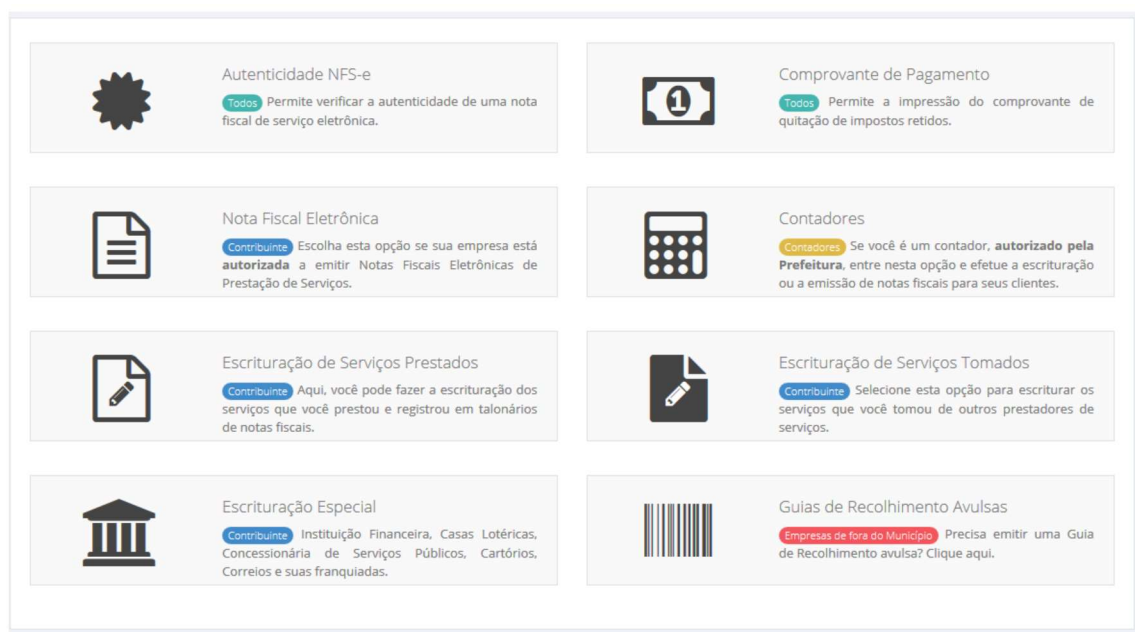 Autenticidade NFS-e
Todos Permite verificar a autenticidade de uma nota
fiscal de serviço eletrônica.
1
Comprovante de Pagamento
Todos Permite a impressão do comprovante de
quitação de impostos retidos.
Nota Fiscal Eletrônica
Contribuinte Escolha esta opção se sua empresa está
autorizada a emitir Notas Fiscais Eletrônicas de
Prestação de Serviços.
Contadores
Contadores Se você é um contador, autorizado pela
Prefeitura, entre nesta opção e efetue a escrituração
ou a emissão de notas fiscais para seus clientes.
Escrituração de Serviços Prestados
Contribuinte Aqui, você pode fazer a escrituração dos
serviços que você prestou e registrou em talonários
de notas fiscais.
Escrituração de Serviços Tomados
Contribuinte Selecione esta opção para escriturar os
serviços que você tomou de outros prestadores de
serviços.
Escrituração Especial
Contribuinte Instituição Financeira, Casas Lotéricas,
Concessionária de Serviços Públicos, Cartórios,
Correios e suas franquiadas.
Guias de Recolhimento Avulsas
Empresas de fora do Município Precisa emitir uma Guia
de Recolhimento avulsa? Clique aqui.